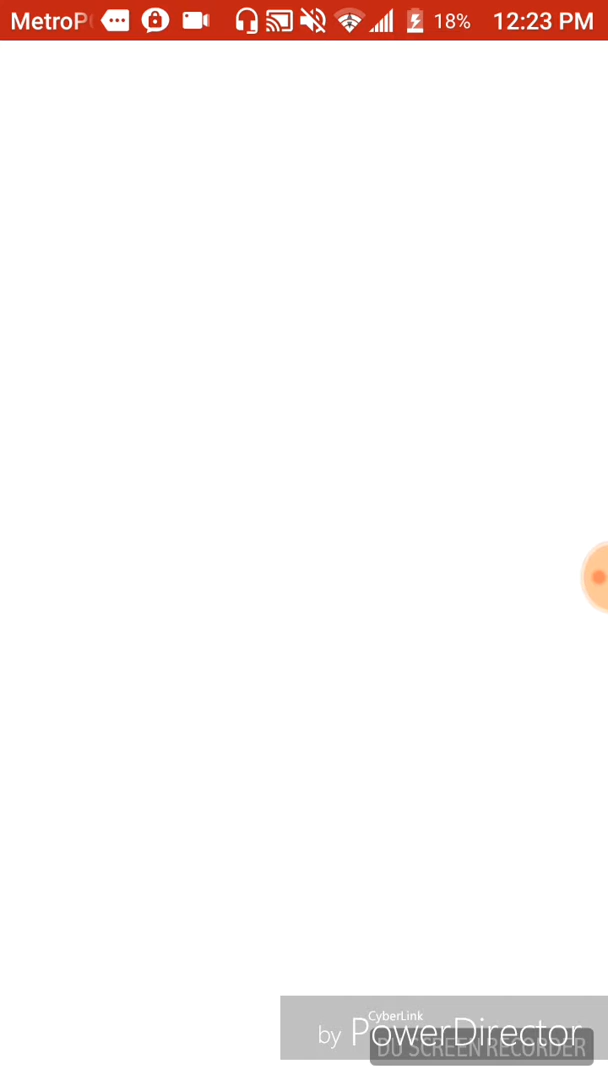 MetroP 18% 12:23 PM
CyberLink
by PowerDirector
DU SCREEN RECORDER